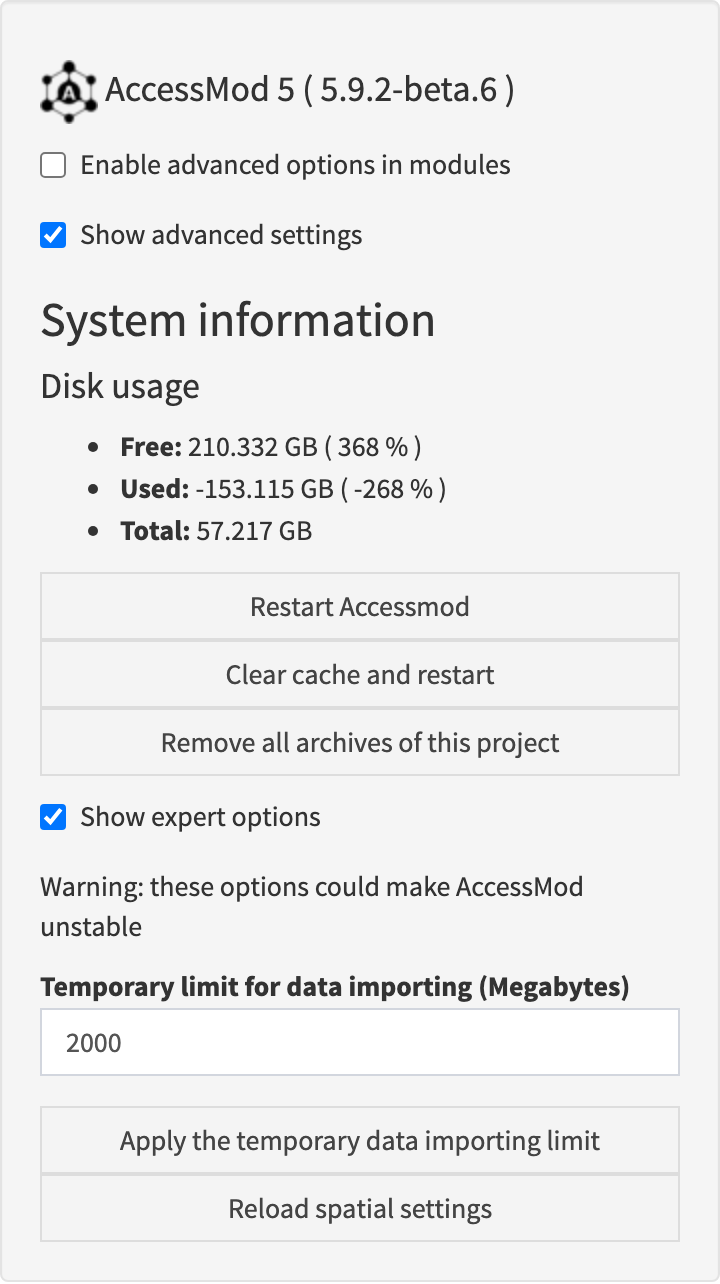 AccessMod 5 ( 5.9.2-beta.6 )
Enable advanced options in modules
Show advanced settings
System information
Disk usage
Free: 210.332 GB ( 368 % )
Used: -153.115 GB ( -268 % )
Total: 57.217 GB
Restart Accessmod
Clear cache and restart
Remove all archives of this project
Show expert options
Warning: these options could make AccessMod
unstable
Temporary limit for data importing (Megabytes)
2000
Apply the temporary data importing limit
Reload spatial settings